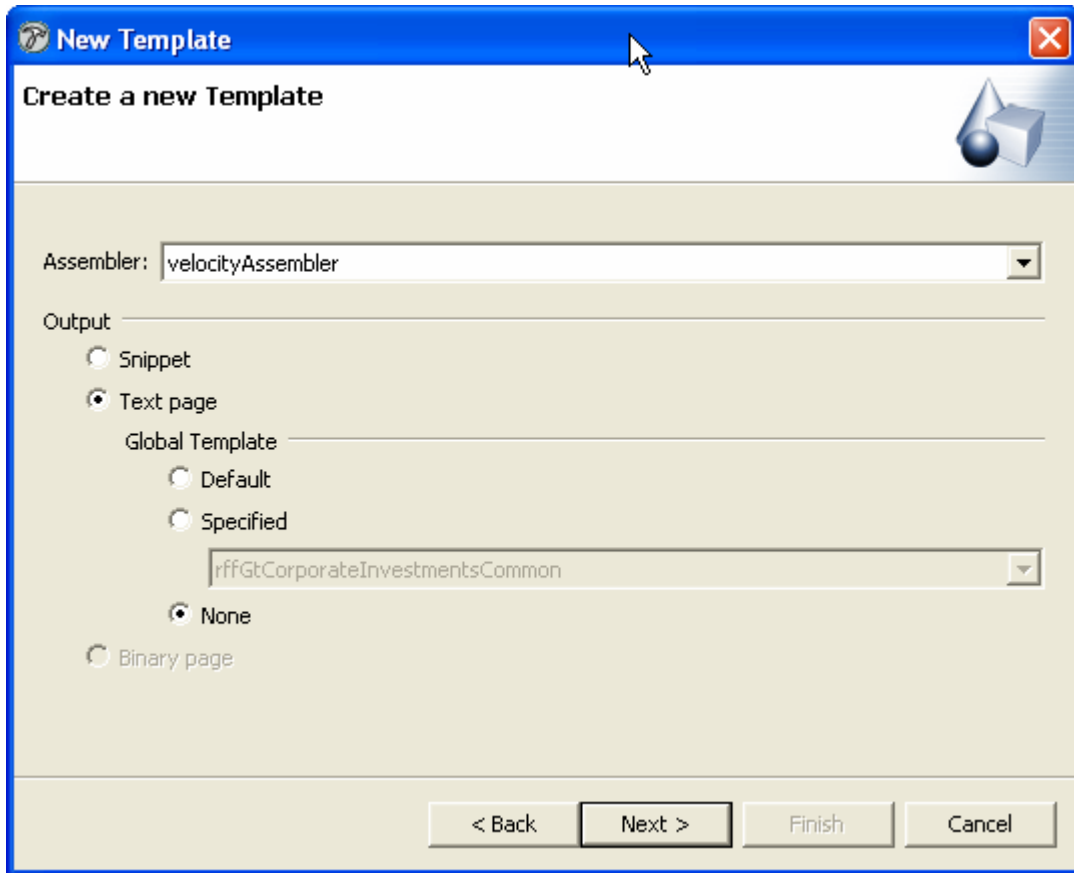 New Template
Create a new Template
Assembler: velocityAssembler
Output
Snippet
Text page
Global Template
Default
Specified
rffGtCorporateInvestmentsCommon
None
Binary page
< Back Next > Finish Cancel